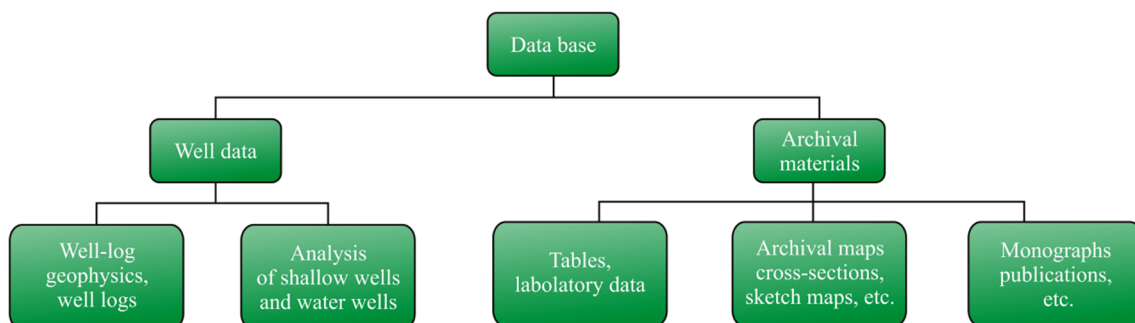 Data base
Well data
Archival
materials
Well-log
geophysics,
well logs
Analysis
of shallow wells
and water wells
Tables,
labolatory data
Archival maps
cross-sections,
sketch maps, etc.
Monographs
publications,
etc.